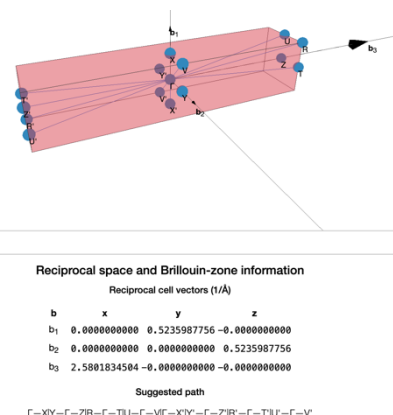 b1
U
R
b3
X
Y'
V
Z
T
Γ
V'
Y
X'
b2
T'
Z'
R'
U'
Reciprocal space and Brillouin-zone information
Reciprocal cell vectors (1/Å)
b x y z
b1 0.0000000000 0.5235987756 -0.0000000000
b2 0.0000000000 0.0000000000 0.5235987756
b3 2.5801834504 -0.0000000000 -0.0000000000
Suggested path
Γ—X|Y—Γ—Z|R—Γ—T|U—Γ—V|Γ—X'|Y'—Γ—Z'|R'—Γ—T'|U'—Γ—V'